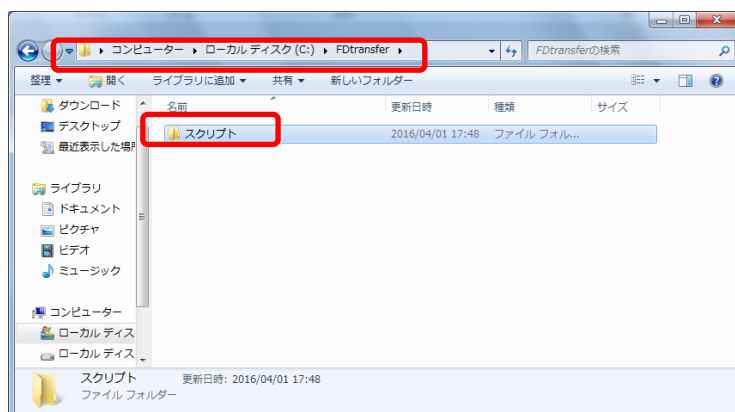 コンピューター ▸ ローカル ディスク (C:) ▸ FDtransfer ▸
FDtransferの検索
整理 ▼ 開く ライブラリに追加 ▼ 共有 ▼ 新しいフォルダー
ダウンロード
デスクトップ
最近表示した場所
ライブラリ
ドキュメント
ピクチャ
ビデオ
ミュージック
コンピューター
ローカル ディス
ローカル ディス
名前 更新日時 種類 サイズ
スクリプト 2016/04/01 17:48 ファイル フォル...
スクリプト 更新日時: 2016/04/01 17:48
ファイル フォルダー